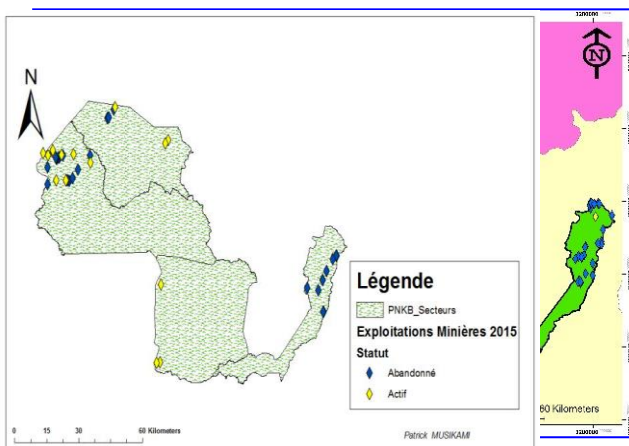 N
Légende
PNKB_Secteurs
Exploitations Minières 2015
Statut
Abandonné
Actif
0 15 30 60 Kilometers
Patrick MUSIKAMI
N
60 Kilometers